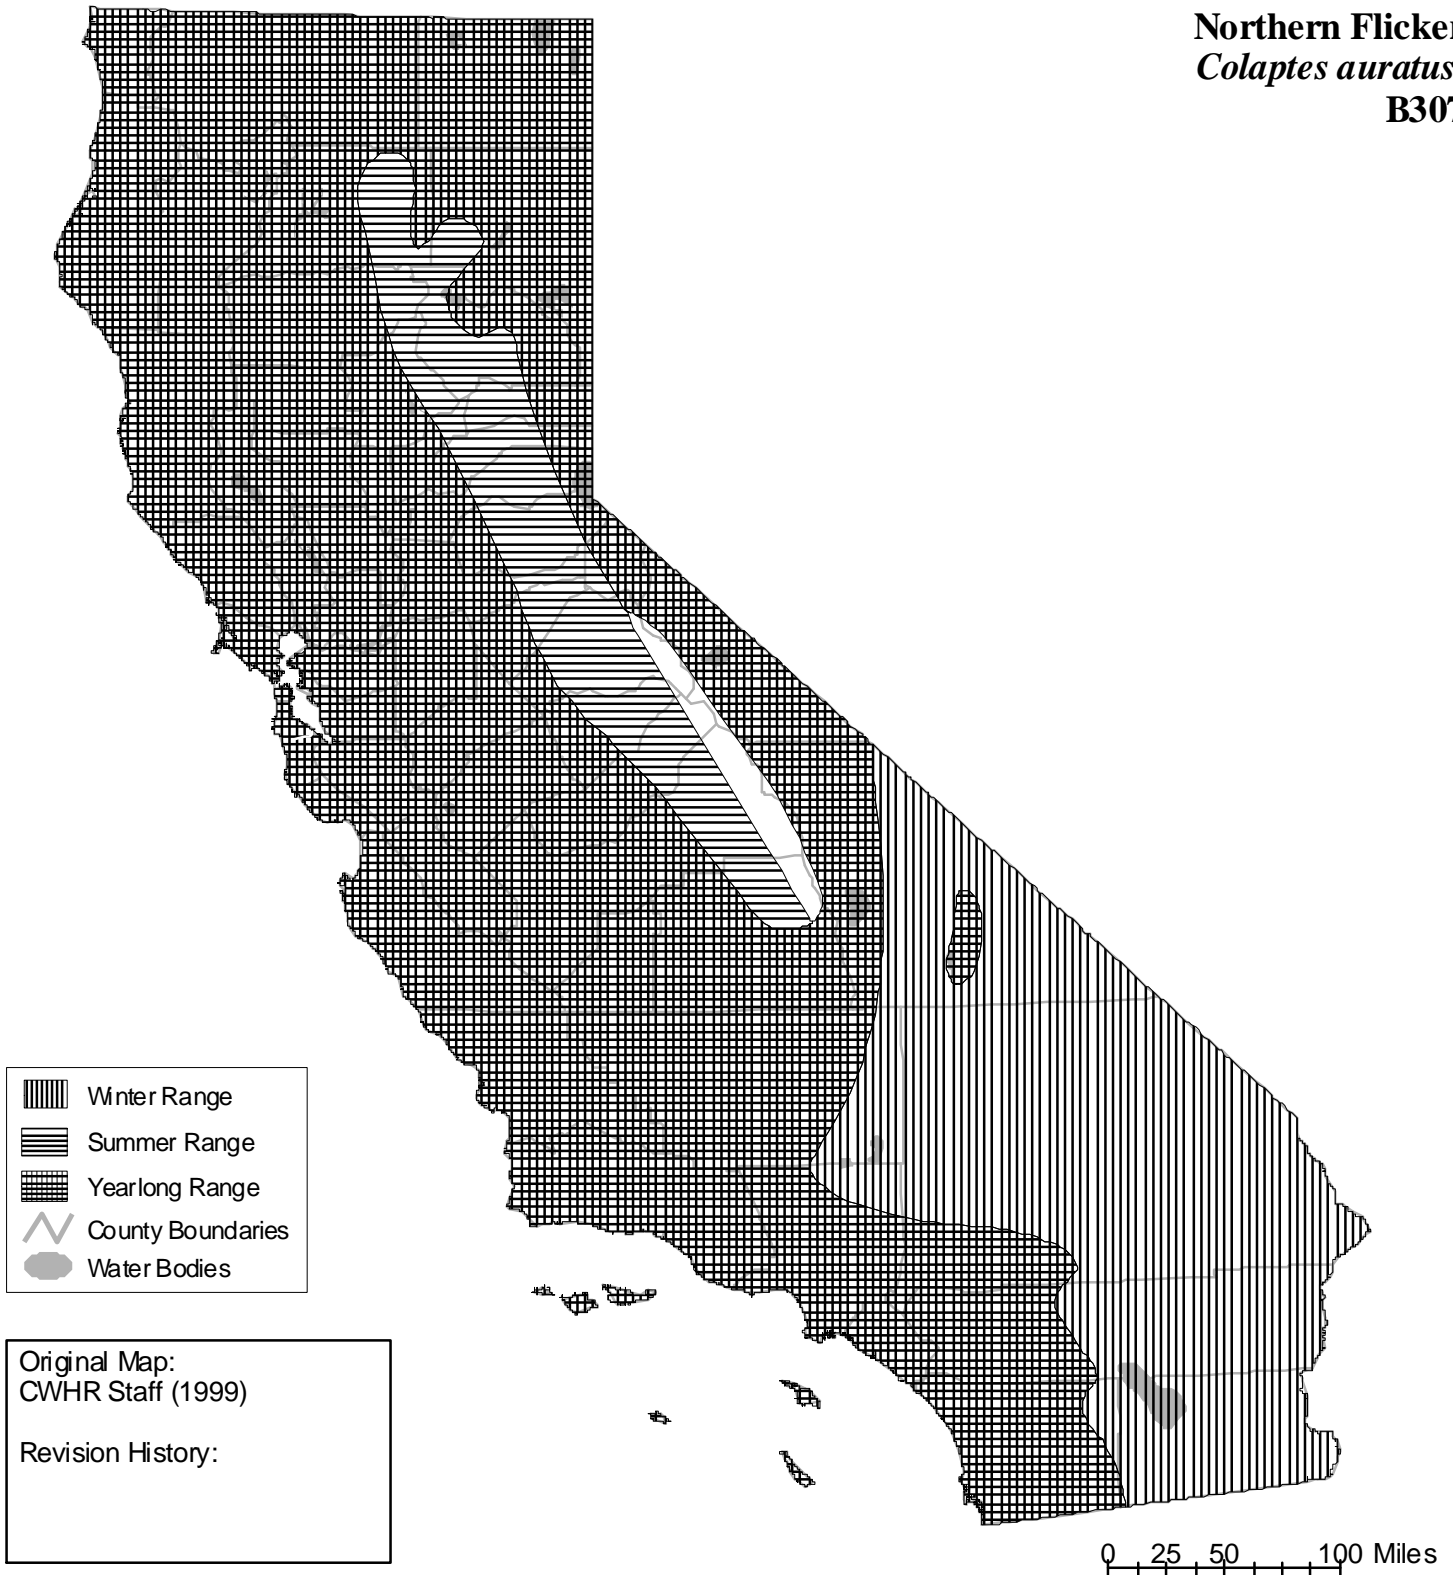 Northern Flicker
Colaptes auratus
B307
Winter Range
Summer Range
Yearlong Range
County Boundaries
Water Bodies
Original Map:
CWHR Staff (1999)
Revision History:
0 25 50 100 Miles